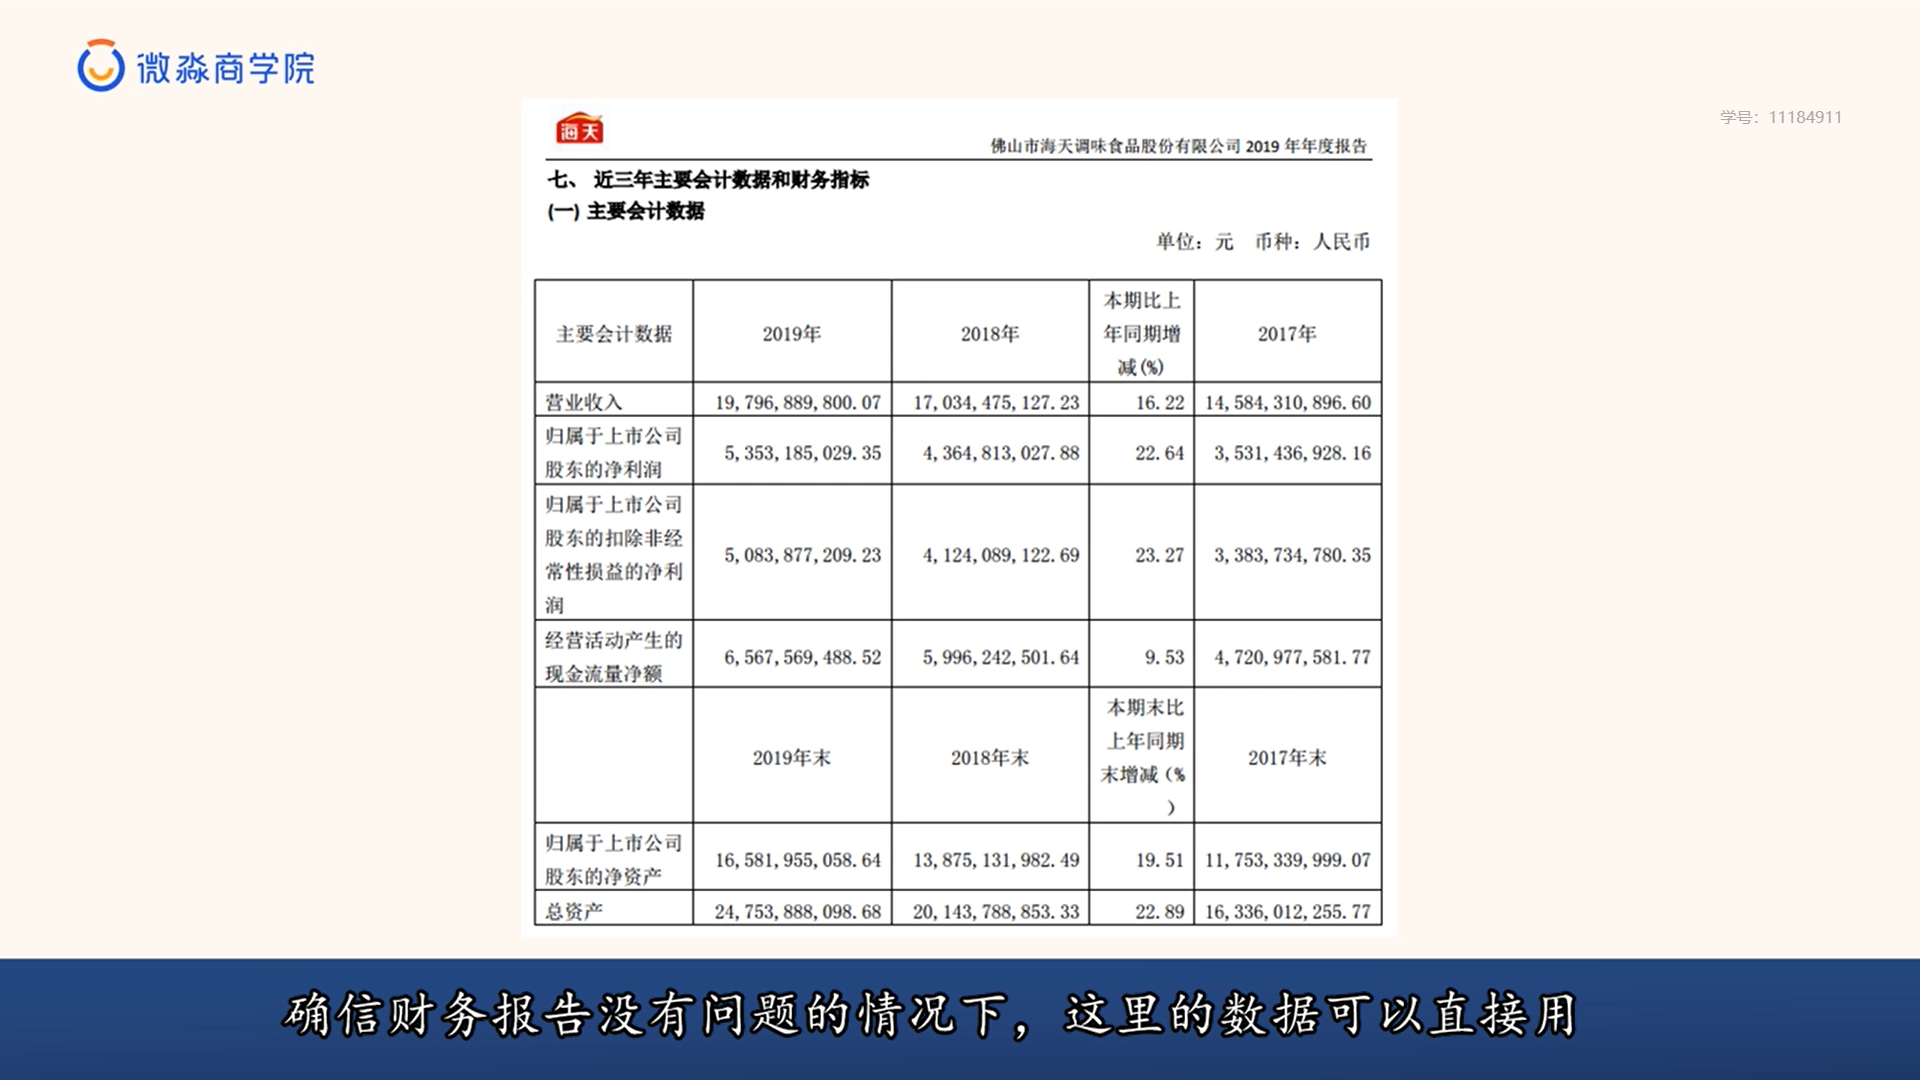 微淼商学院
学号：11184911
海天
佛山市海天调味食品股份有限公司 2019 年年度报告
七、 近三年主要会计数据和财务指标
(一) 主要会计数据
单位：元 币种：人民币
主要会计数据 2019年 2018年 本期比上年同期增减(%) 2017年
营业收入 19,796,889,800.07 17,034,475,127.23 16.22 14,584,310,896.60
归属于上市公司股东的净利润 5,353,185,029.35 4,364,813,027.88 22.64 3,531,436,928.16
归属于上市公司股东的扣除非经常性损益的净利润 5,083,877,209.23 4,124,089,122.69 23.27 3,383,734,780.35
经营活动产生的现金流量净额 6,567,569,488.52 5,996,242,501.64 9.53 4,720,977,581.77
2019年末 2018年末 本期末比上年同期末增减（%） 2017年末
归属于上市公司股东的净资产 16,581,955,058.64 13,875,131,982.49 19.51 11,753,339,999.07
总资产 24,753,888,098.68 20,143,788,853.33 22.89 16,336,012,255.77
确信财务报告没有问题的情况下，这里的数据可以直接用